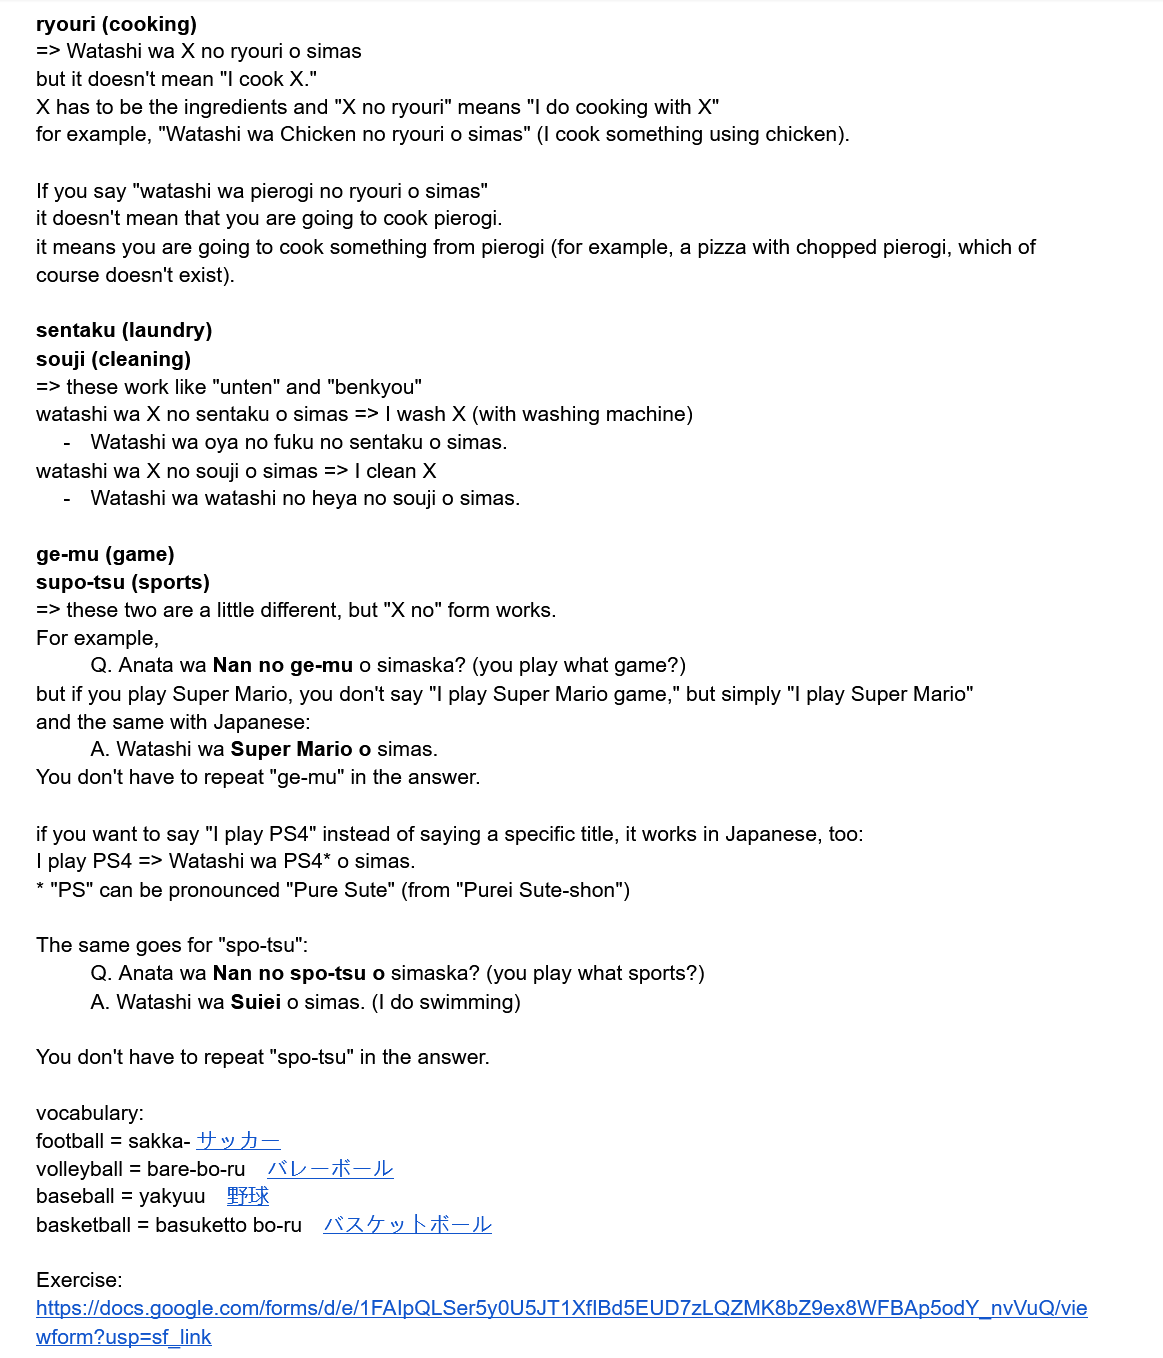 ryouri (cooking)
=> Watashi wa X no ryouri o simas
but it doesn't mean "I cook X."
X has to be the ingredients and "X no ryouri" means "I do cooking with X"
for example, "Watashi wa Chicken no ryouri o simas" (I cook something using chicken).
If you say "watashi wa pierogi no ryouri o simas"
it doesn't mean that you are going to cook pierogi.
it means you are going to cook something from pierogi (for example, a pizza with chopped pierogi, which of
course doesn't exist).
sentaku (laundry)
souji (cleaning)
=> these work like "unten" and "benkyou"
watashi wa X no sentaku o simas => I wash X (with washing machine)
- Watashi wa oya no fuku no sentaku o simas.
watashi wa X no souji o simas => I clean X
- Watashi wa watashi no heya no souji o simas.
ge-mu (game)
supo-tsu (sports)
=> these two are a little different, but "X no" form works.
For example,
Q. Anata wa Nan no ge-mu o simaska? (you play what game?)
but if you play Super Mario, you don't say "I play Super Mario game," but simply "I play Super Mario"
and the same with Japanese:
A. Watashi wa Super Mario o simas.
You don't have to repeat "ge-mu" in the answer.
if you want to say "I play PS4" instead of saying a specific title, it works in Japanese, too:
I play PS4 => Watashi wa PS4* o simas.
* "PS" can be pronounced "Pure Sute" (from "Purei Sute-shon")
The same goes for "spo-tsu":
Q. Anata wa Nan no spo-tsu o simaska? (you play what sports?)
A. Watashi wa Suiei o simas. (I do swimming)
You don't have to repeat "spo-tsu" in the answer.
vocabulary:
football = sakka- サッカー
volleyball = bare-bo-ru バレーボール
baseball = yakyuu 野球
basketball = basuketto bo-ru バスケットボール
Exercise:
https://docs.google.com/forms/d/e/1FAIpQLSer5y0U5JT1XflBd5EUD7zLQZMK8bZ9ex8WFBAp5odY_nvVuQ/vie
wform?usp=sf_link